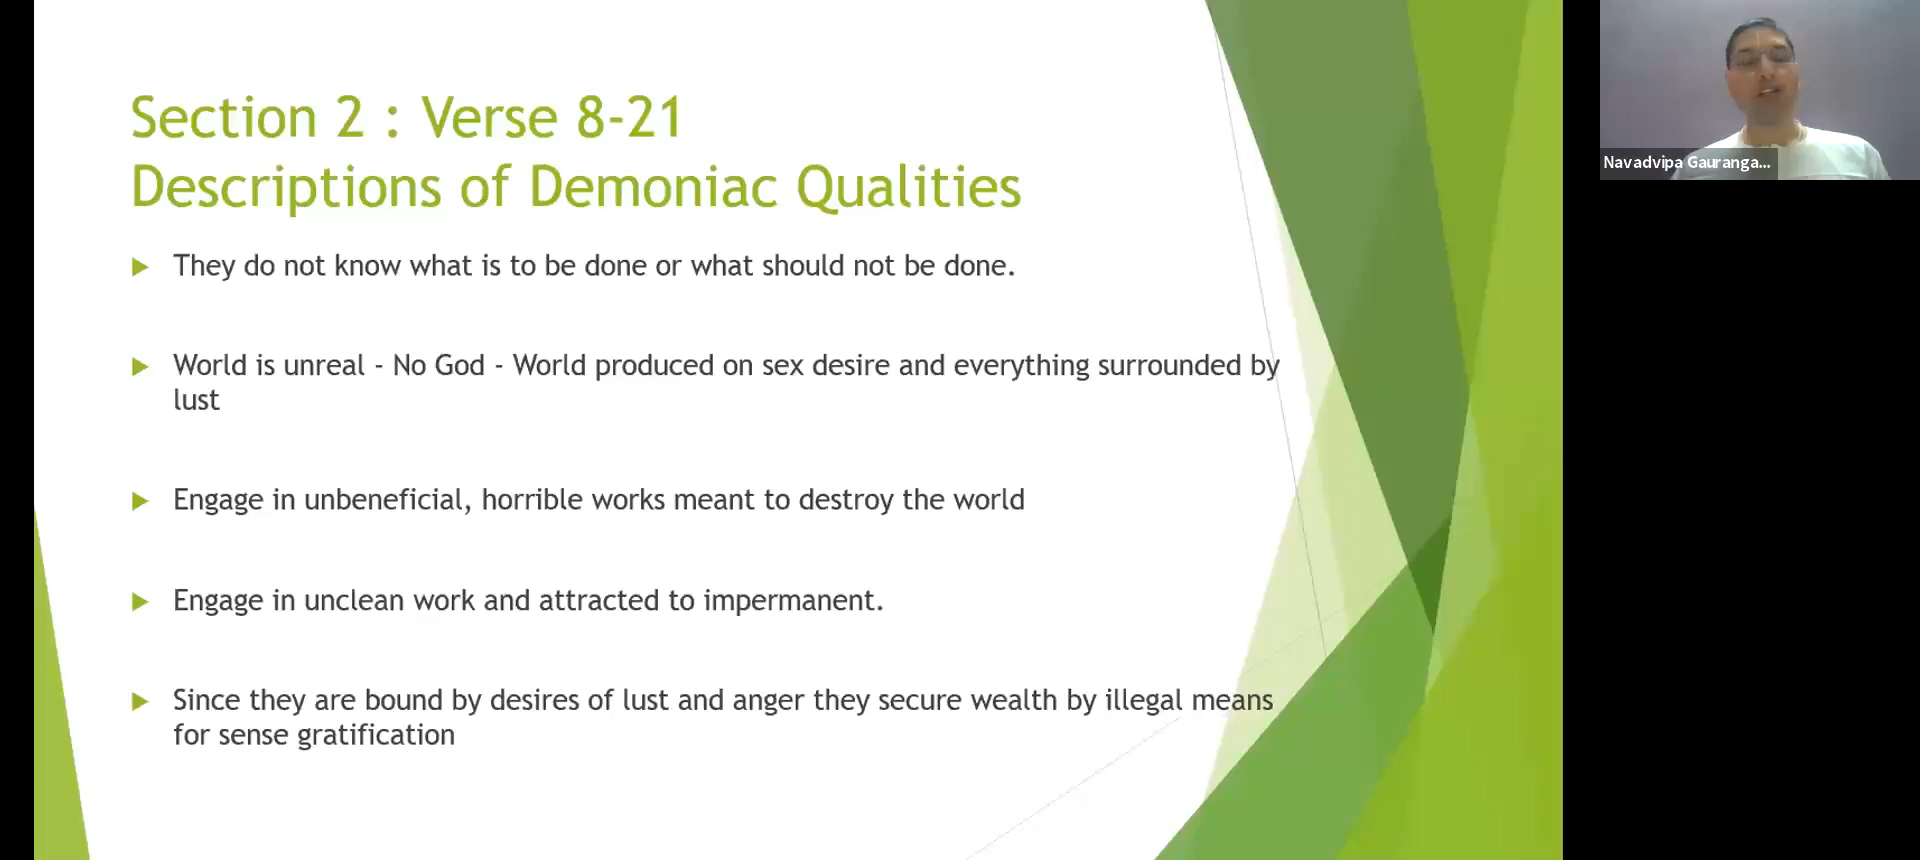 Section 2 : Verse 8-21
Descriptions of Demoniac Qualities
They do not know what is to be done or what should not be done.
World is unreal - No God - World produced on sex desire and everything surrounded by
lust
Engage in unbeneficial, horrible works meant to destroy the world
Engage in unclean work and attracted to impermanent.
Since they are bound by desires of lust and anger they secure wealth by illegal means
for sense gratification
Navadvipa Gauranga...